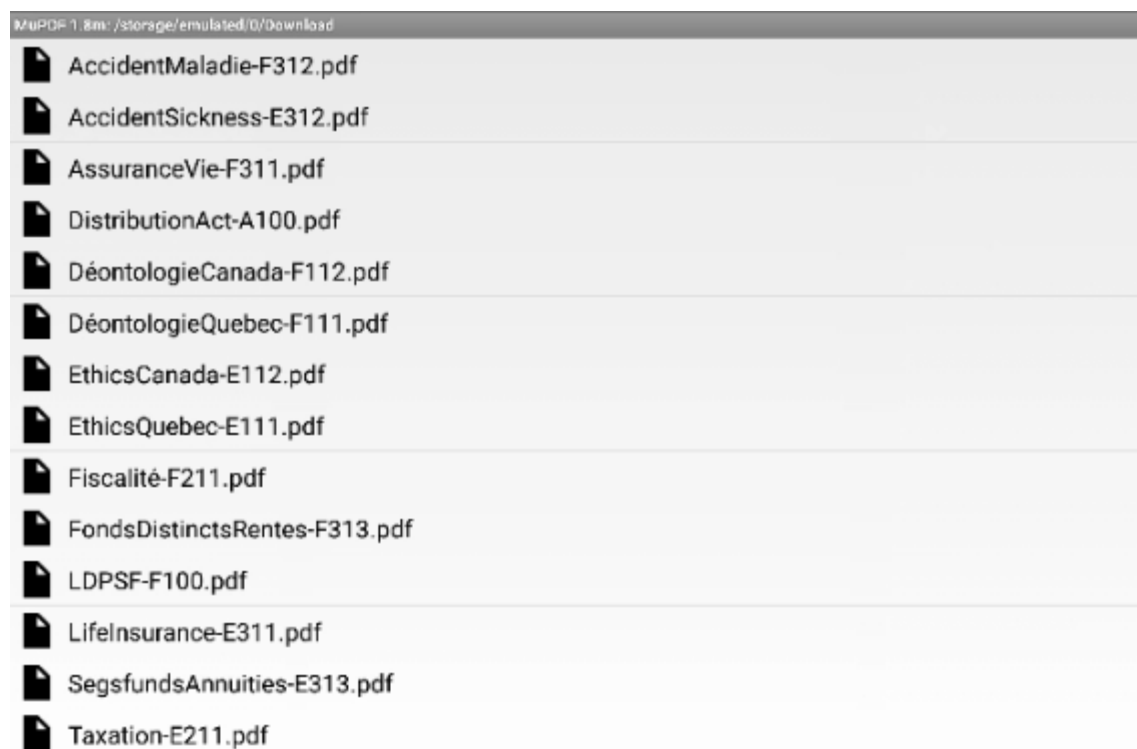 MuPDF 1.8m: /storage/emulated/0/Download
AccidentMaladie-F312.pdf
AccidentSickness-E312.pdf
AssuranceVie-F311.pdf
DistributionAct-A100.pdf
DéontologieCanada-F112.pdf
DéontologieQuebec-F111.pdf
EthicsCanada-E112.pdf
EthicsQuebec-E111.pdf
Fiscalité-F211.pdf
FondsDistinctsRentes-F313.pdf
LDPSF-F100.pdf
LifeInsurance-E311.pdf
SegsfundsAnnuities-E313.pdf
Taxation-E211.pdf